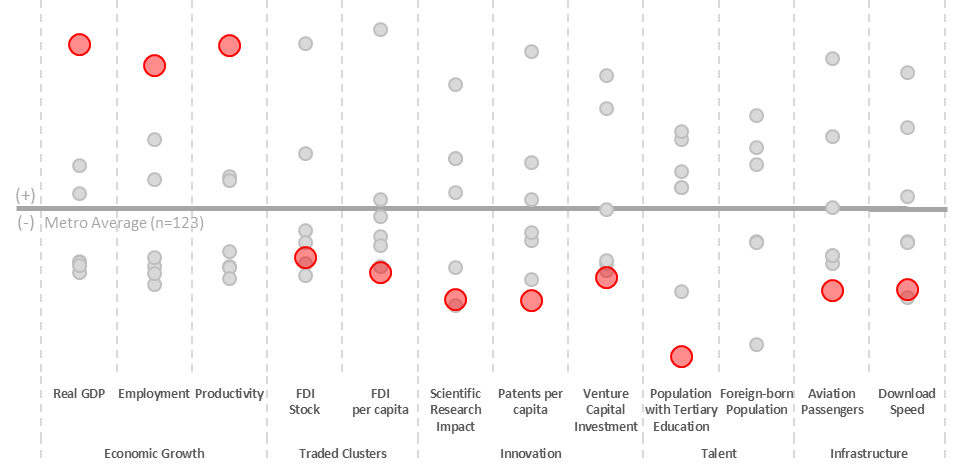 (+)
(-) Metro Average (n=123)
Real GDP
Employment
Productivity
FDI
Stock
FDI
per capita
Scientific
Research
Impact
Patents per
capita
Venture
Capital
Investment
Population
with Tertiary
Education
Foreign-born
Population
Aviation
Passengers
Download
Speed
Economic Growth
Traded Clusters
Innovation
Talent
Infrastructure